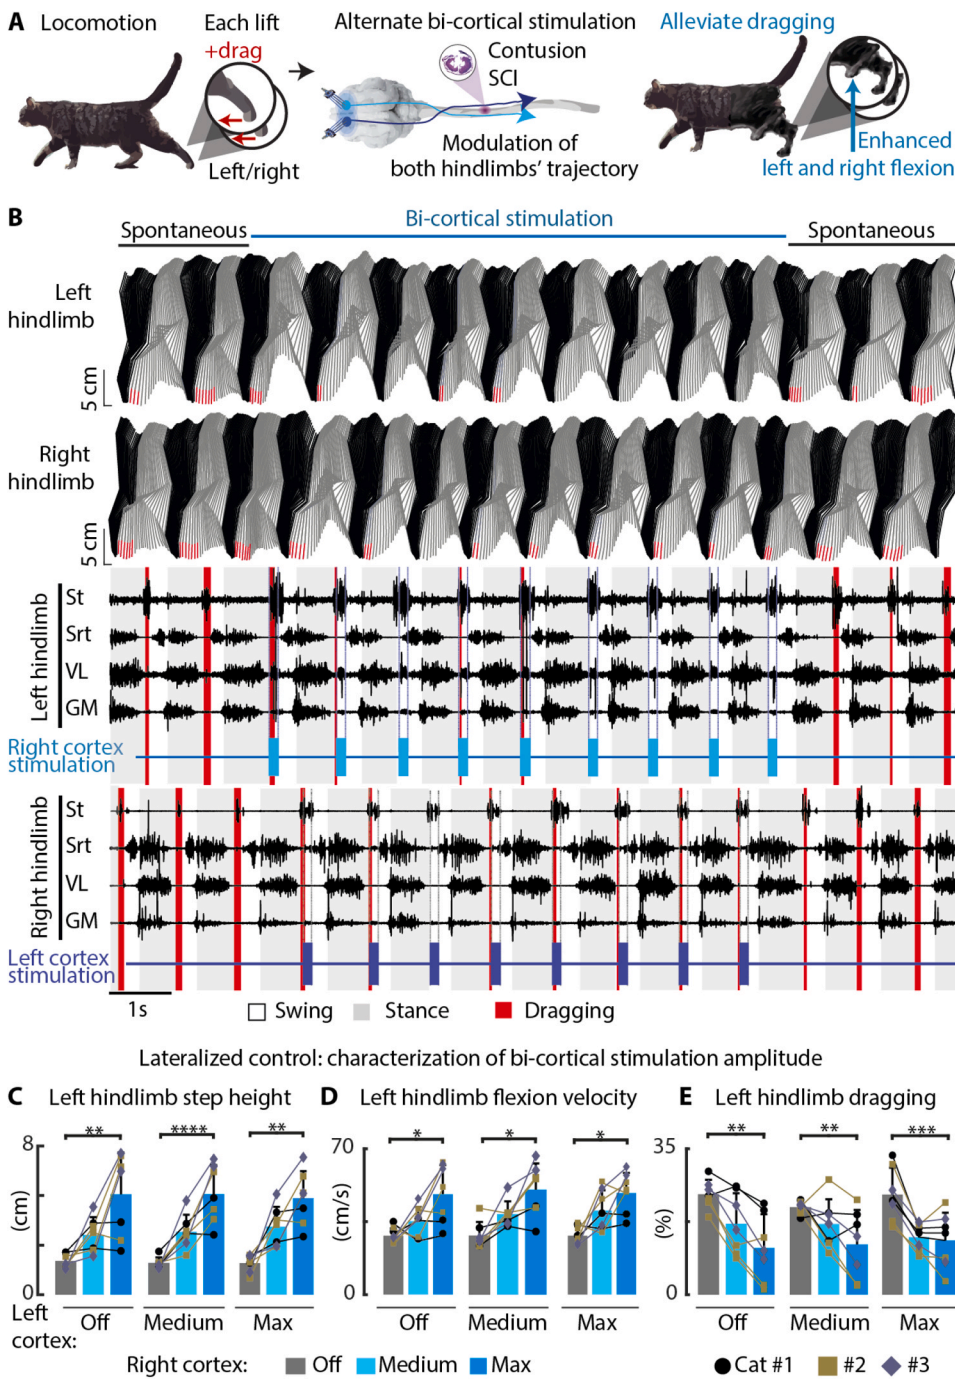 A Locomotion
Each lift
+drag
Left/right
Alternate bi-cortical stimulation
Contusion
SCI
Modulation of
both hindlimbs' trajectory
Alleviate dragging
Enhanced
left and right flexion
B
Spontaneous
Bi-cortical stimulation
Spontaneous
Left
hindlimb
5 cm
Right
hindlimb
5 cm
Left hindlimb
St
Srt
VL
GM
Right cortex
stimulation
Right hindlimb
St
Srt
VL
GM
Left cortex
stimulation
1s
Swing
Stance
Dragging
Lateralized control: characterization of bi-cortical stimulation amplitude
C Left hindlimb step height
8
(cm)
0
** **** **
D Left hindlimb flexion velocity
70
(cm/s)
0
* * *
E Left hindlimb dragging
35
(%)
0
** ** ***
Left
cortex:
Off Medium Max
Off Medium Max
Off Medium Max
Right cortex: Off Medium Max
Cat #1 #2 #3